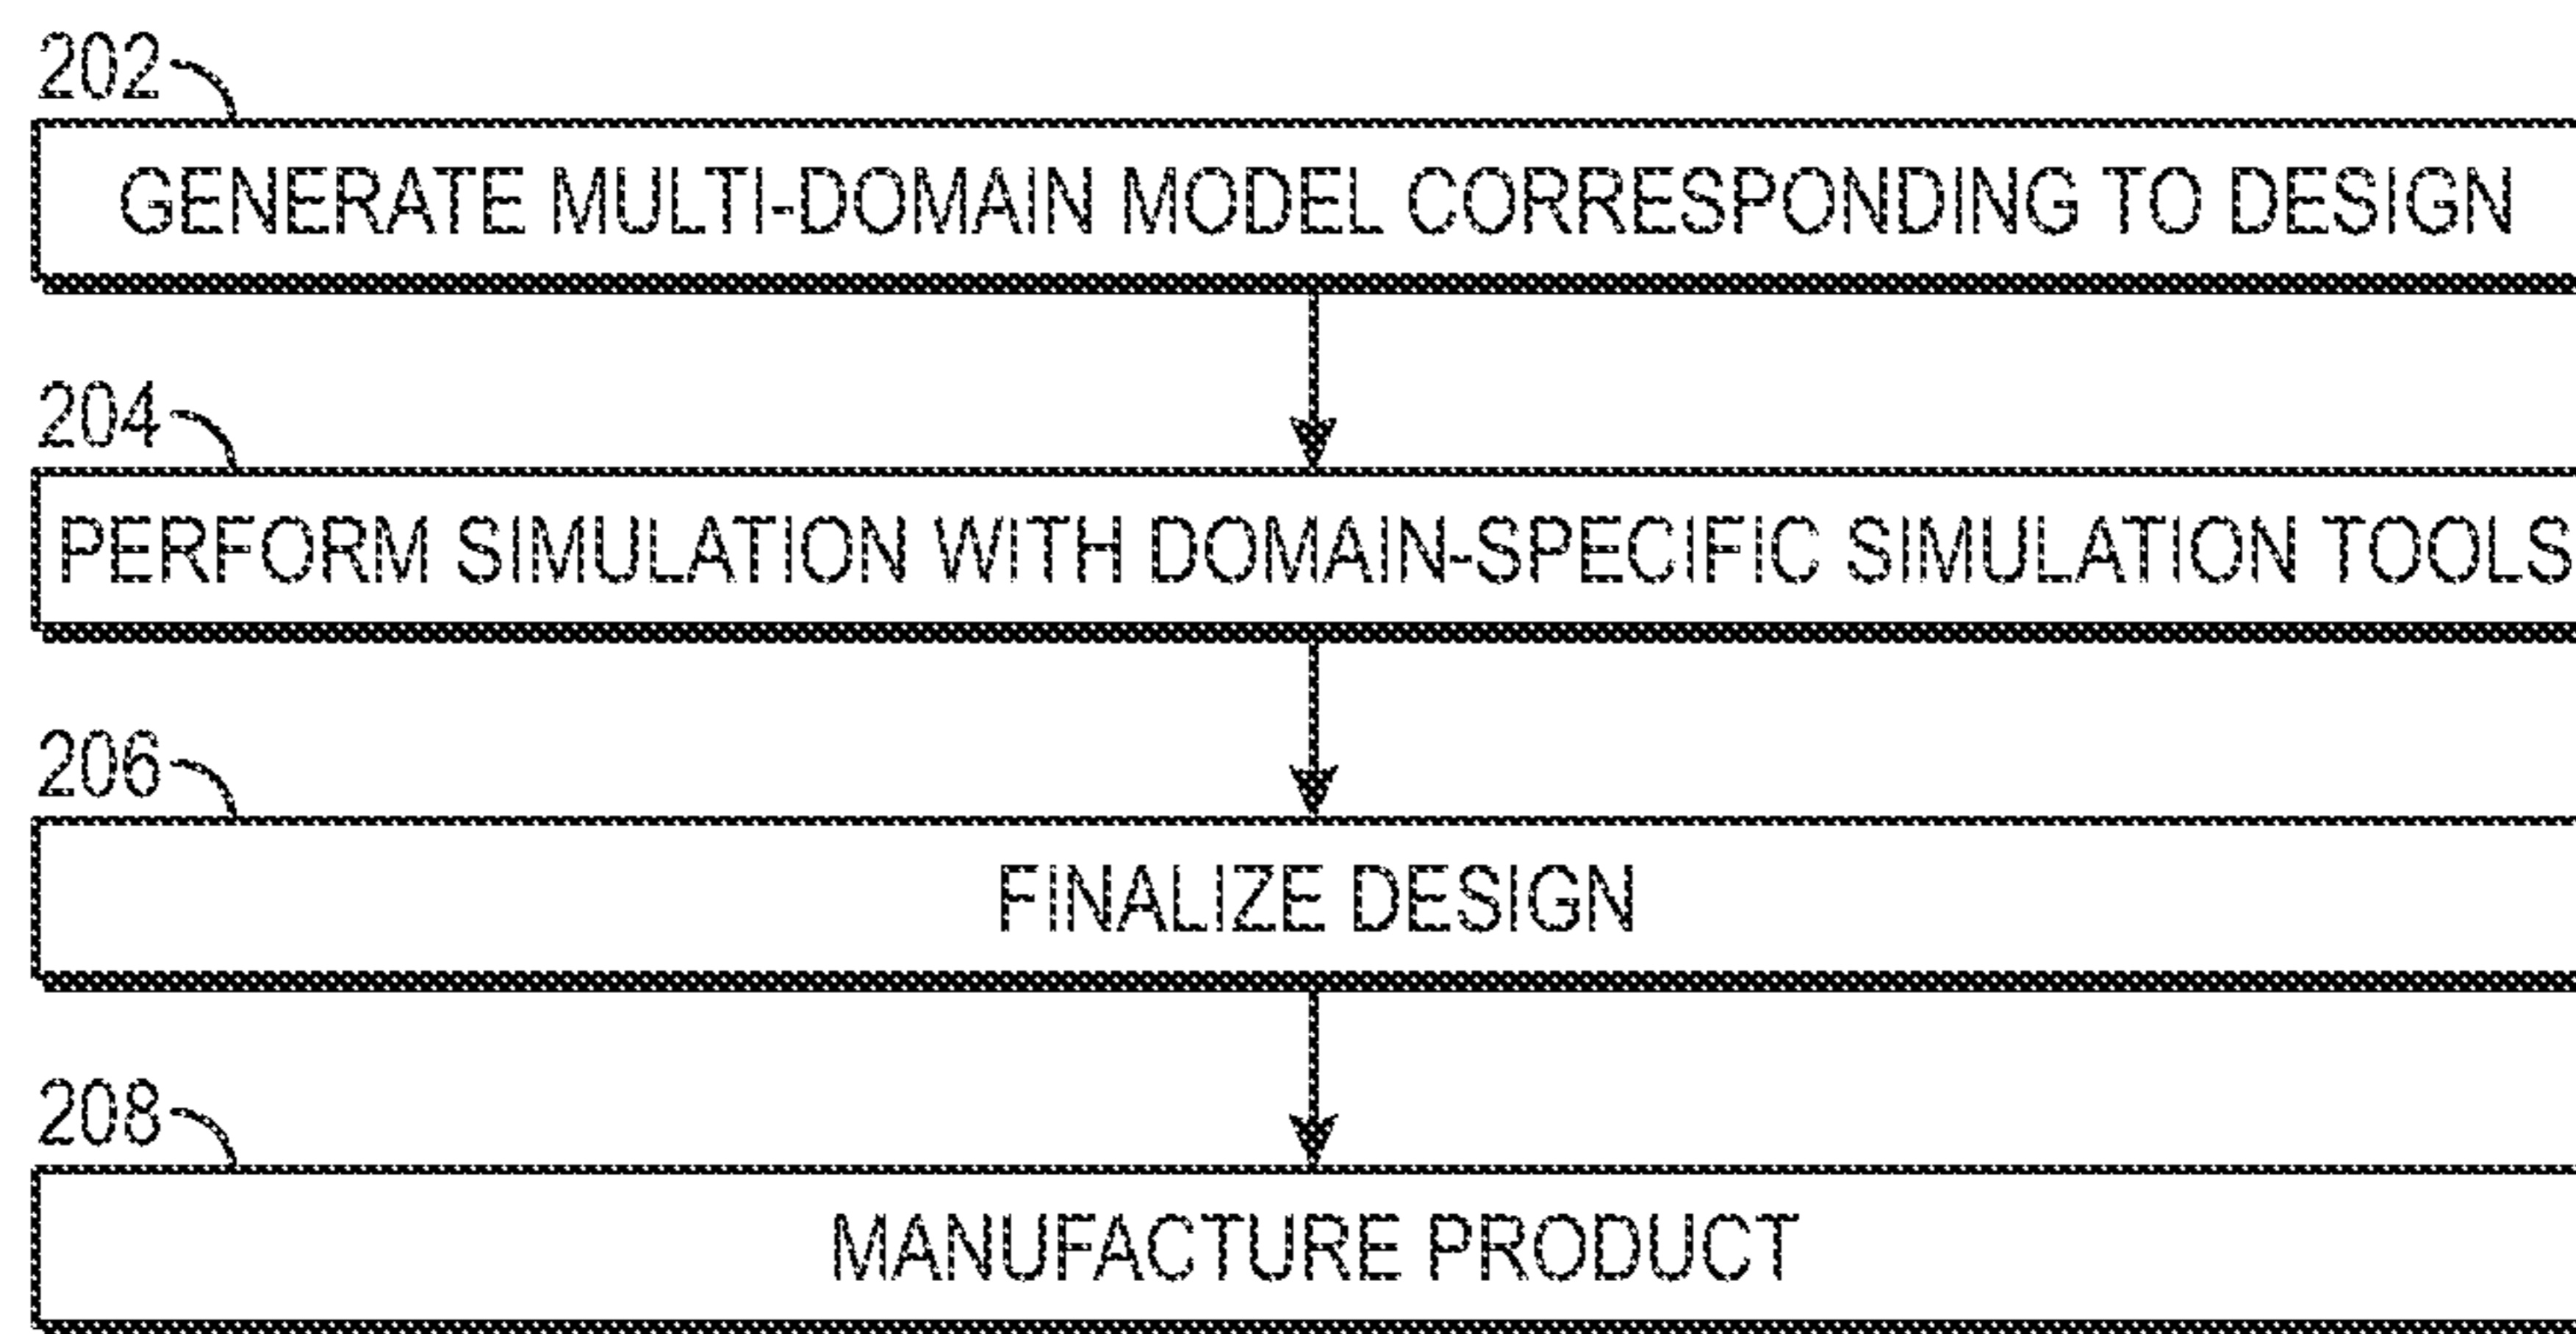 202
GENERATE MULTI-DOMAIN MODEL CORRESPONDING TO DESIGN
204
PERFORM SIMULATION WITH DOMAIN-SPECIFIC SIMULATION TOOLS
206
FINALIZE DESIGN
208
MANUFACTURE PRODUCT